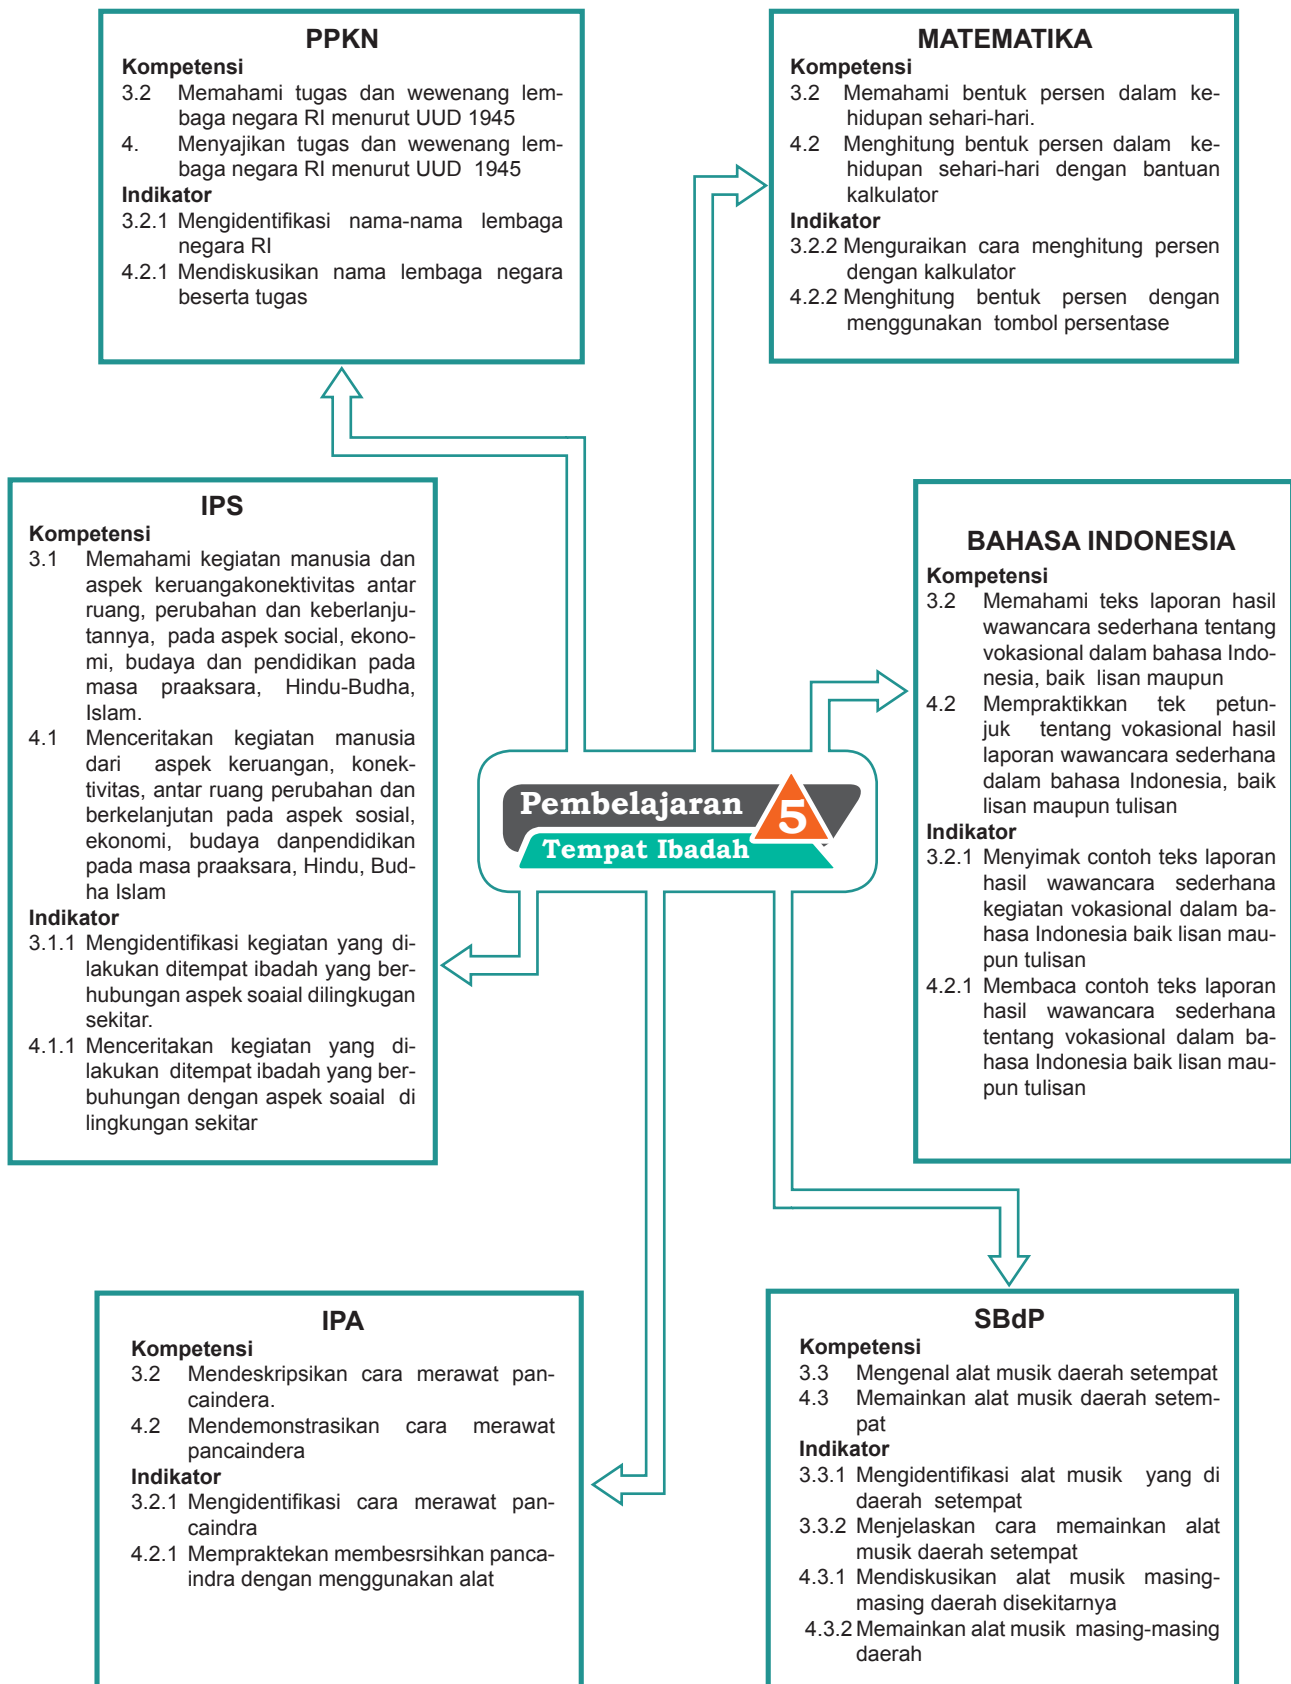 PPKN
Kompetensi
3.2 Memahami tugas dan wewenang lem-
baga negara RI menurut UUD 1945
4. Menyajikan tugas dan wewenang lem-
baga negara RI menurut UUD 1945
Indikator
3.2.1 Mengidentifikasi nama-nama lembaga
negara RI
4.2.1 Mendiskusikan nama lembaga negara
beserta tugas
MATEMATIKA
Kompetensi
3.2 Memahami bentuk persen dalam ke-
hidupan sehari-hari.
4.2 Menghitung bentuk persen dalam ke-
hidupan sehari-hari dengan bantuan
kalkulator
Indikator
3.2.2 Menguraikan cara menghitung persen
dengan kalkulator
4.2.2 Menghitung bentuk persen dengan
menggunakan tombol persentase
IPS
Kompetensi
3.1 Memahami kegiatan manusia dan
aspek keruangakonektivitas antar
ruang, perubahan dan keberlanju-
tannya, pada aspek social, ekono-
mi, budaya dan pendidikan pada
masa praaksara, Hindu-Budha,
Islam.
4.1 Menceritakan kegiatan manusia
dari aspek keruangan, konek-
tivitas, antar ruang perubahan dan
berkelanjutan pada aspek sosial,
ekonomi, budaya danpendidikan
pada masa praaksara, Hindu, Bud-
ha Islam
Indikator
3.1.1 Mengidentifikasi kegiatan yang di-
lakukan ditempat ibadah yang ber-
hubungan aspek soaial dilingkugan
sekitar.
4.1.1 Menceritakan kegiatan yang di-
lakukan ditempat ibadah yang ber-
buhungan dengan aspek soaial di
lingkungan sekitar
BAHASA INDONESIA
Kompetensi
3.2 Memahami teks laporan hasil
wawancara sederhana tentang
vokasional dalam bahasa Indo-
nesia, baik lisan maupun
4.2 Mempraktikkan tek petun-
juk tentang vokasional hasil
laporan wawancara sederhana
dalam bahasa Indonesia, baik
lisan maupun tulisan
Indikator
3.2.1 Menyimak contoh teks laporan
hasil wawancara sederhana
kegiatan vokasional dalam ba-
hasa Indonesia baik lisan mau-
pun tulisan
4.2.1 Membaca contoh teks laporan
hasil wawancara sederhana
tentang vokasional dalam ba-
hasa Indonesia baik lisan mau-
pun tulisan
Pembelajaran 5
Tempat Ibadah
IPA
Kompetensi
3.2 Mendeskripsikan cara merawat pan-
caindera.
4.2 Mendemonstrasikan cara merawat
pancaindera
Indikator
3.2.1 Mengidentifikasi cara merawat pan-
caindra
4.2.1 Mempraktekan membesrsihkan panca-
indra dengan menggunakan alat
SBdP
Kompetensi
3.3 Mengenal alat musik daerah setempat
4.3 Memainkan alat musik daerah setem-
pat
Indikator
3.3.1 Mengidentifikasi alat musik yang di
daerah setempat
3.3.2 Menjelaskan cara memainkan alat
musik daerah setempat
4.3.1 Mendiskusikan alat musik masing-
masing daerah disekitarnya
4.3.2 Memainkan alat musik masing-masing
daerah